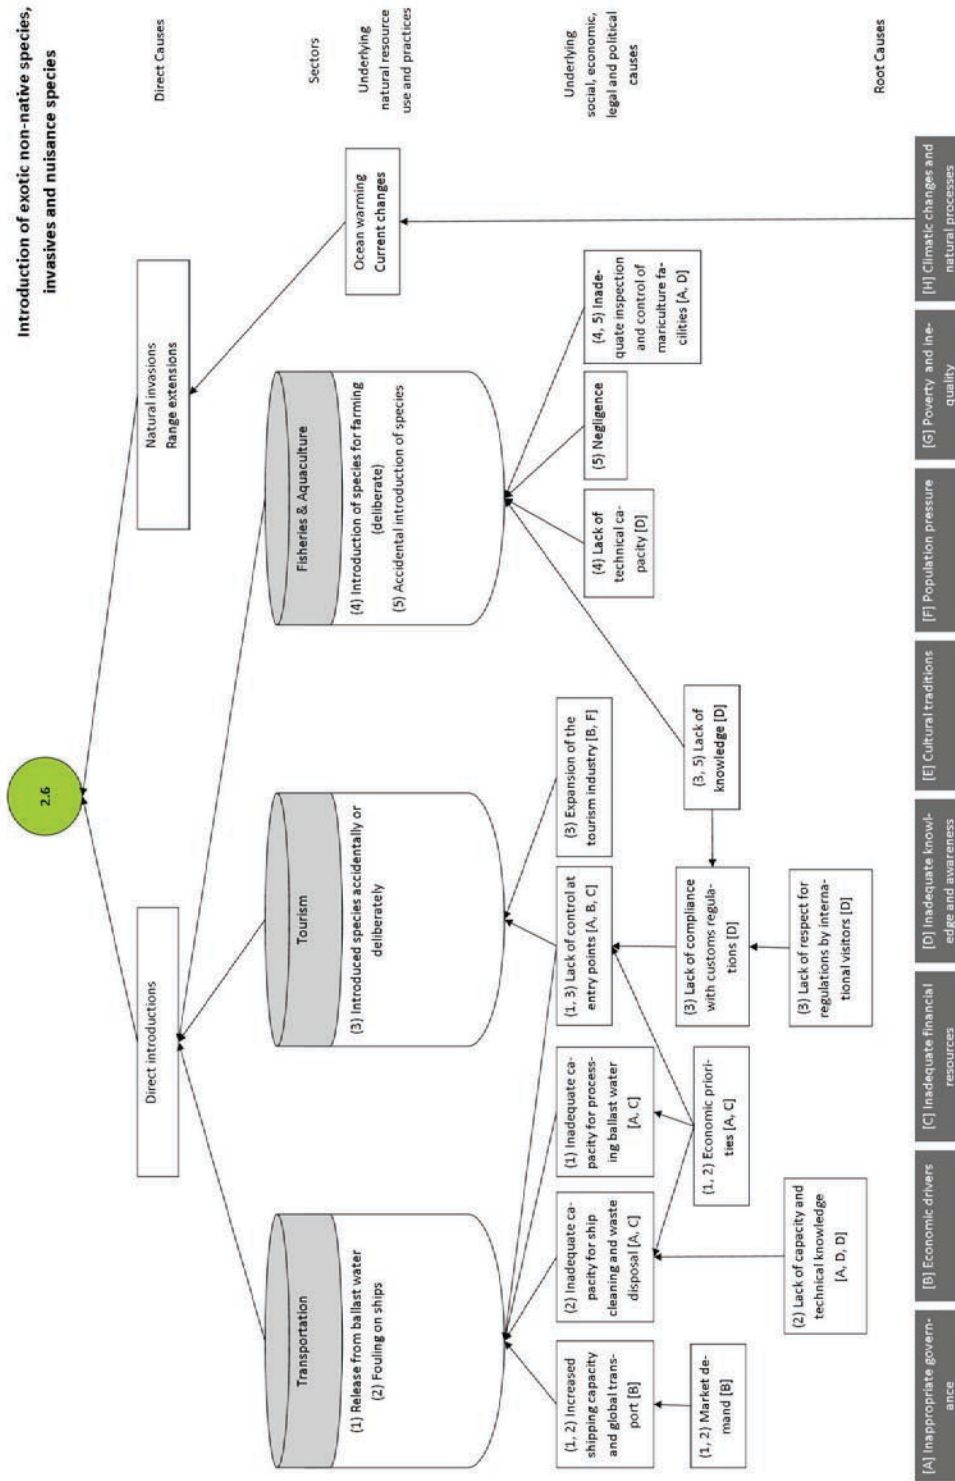 Introduction of exotic non-native species,
invasives and nuisance species
2.6
Direct Causes
Direct introductions
Natural invasions
Range extensions
Sectors
Transportation
Tourism
Fisheries & Aquaculture
Underlying
natural resource
use and practices
(1) Release from ballast water
(2) Fouling on ships
(3) Introduced species accidentally or
deliberately
(4) Introduction of species for farming
(deliberate)
(5) Accidental introduction of species
Ocean warming
Current changes
Underlying
social, economic,
legal and political
causes
(1, 2) Increased
shipping capacity
and global trans-
port [B]
(2) Inadequate ca-
pacity for ship
cleaning and waste
disposal [A, C]
(1) Inadequate ca-
pacity for process-
ing ballast water
[A, C]
(1, 3) Lack of control at
entry points [A, B, C]
(3) Expansion of the
tourism industry [B, F]
(4) Lack of
technical ca-
pacity [D]
(5) Negligence
(4, 5) Inade-
quate inspection
and control of
mariculture fa-
cilities [A, D]
(1, 2) Market de-
mand [B]
(1, 2) Economic priori-
ties [A, C]
(3) Lack of compliance
with customs regula-
tions [D]
(3, 5) Lack of
knowledge [D]
(2) Lack of capacity and
technical knowledge
[A, D, D]
(3) Lack of respect for
regulations by interna-
tional visitors [D]
Root Causes
[A] Inappropriate govern-
ance
[B] Economic drivers
[C] Inadequate financial
resources
[D] Inadequate knowl-
edge and awareness
[E] Cultural traditions
[F] Population pressure
[G] Poverty and ine-
quality
[H] Climatic changes and
natural processes